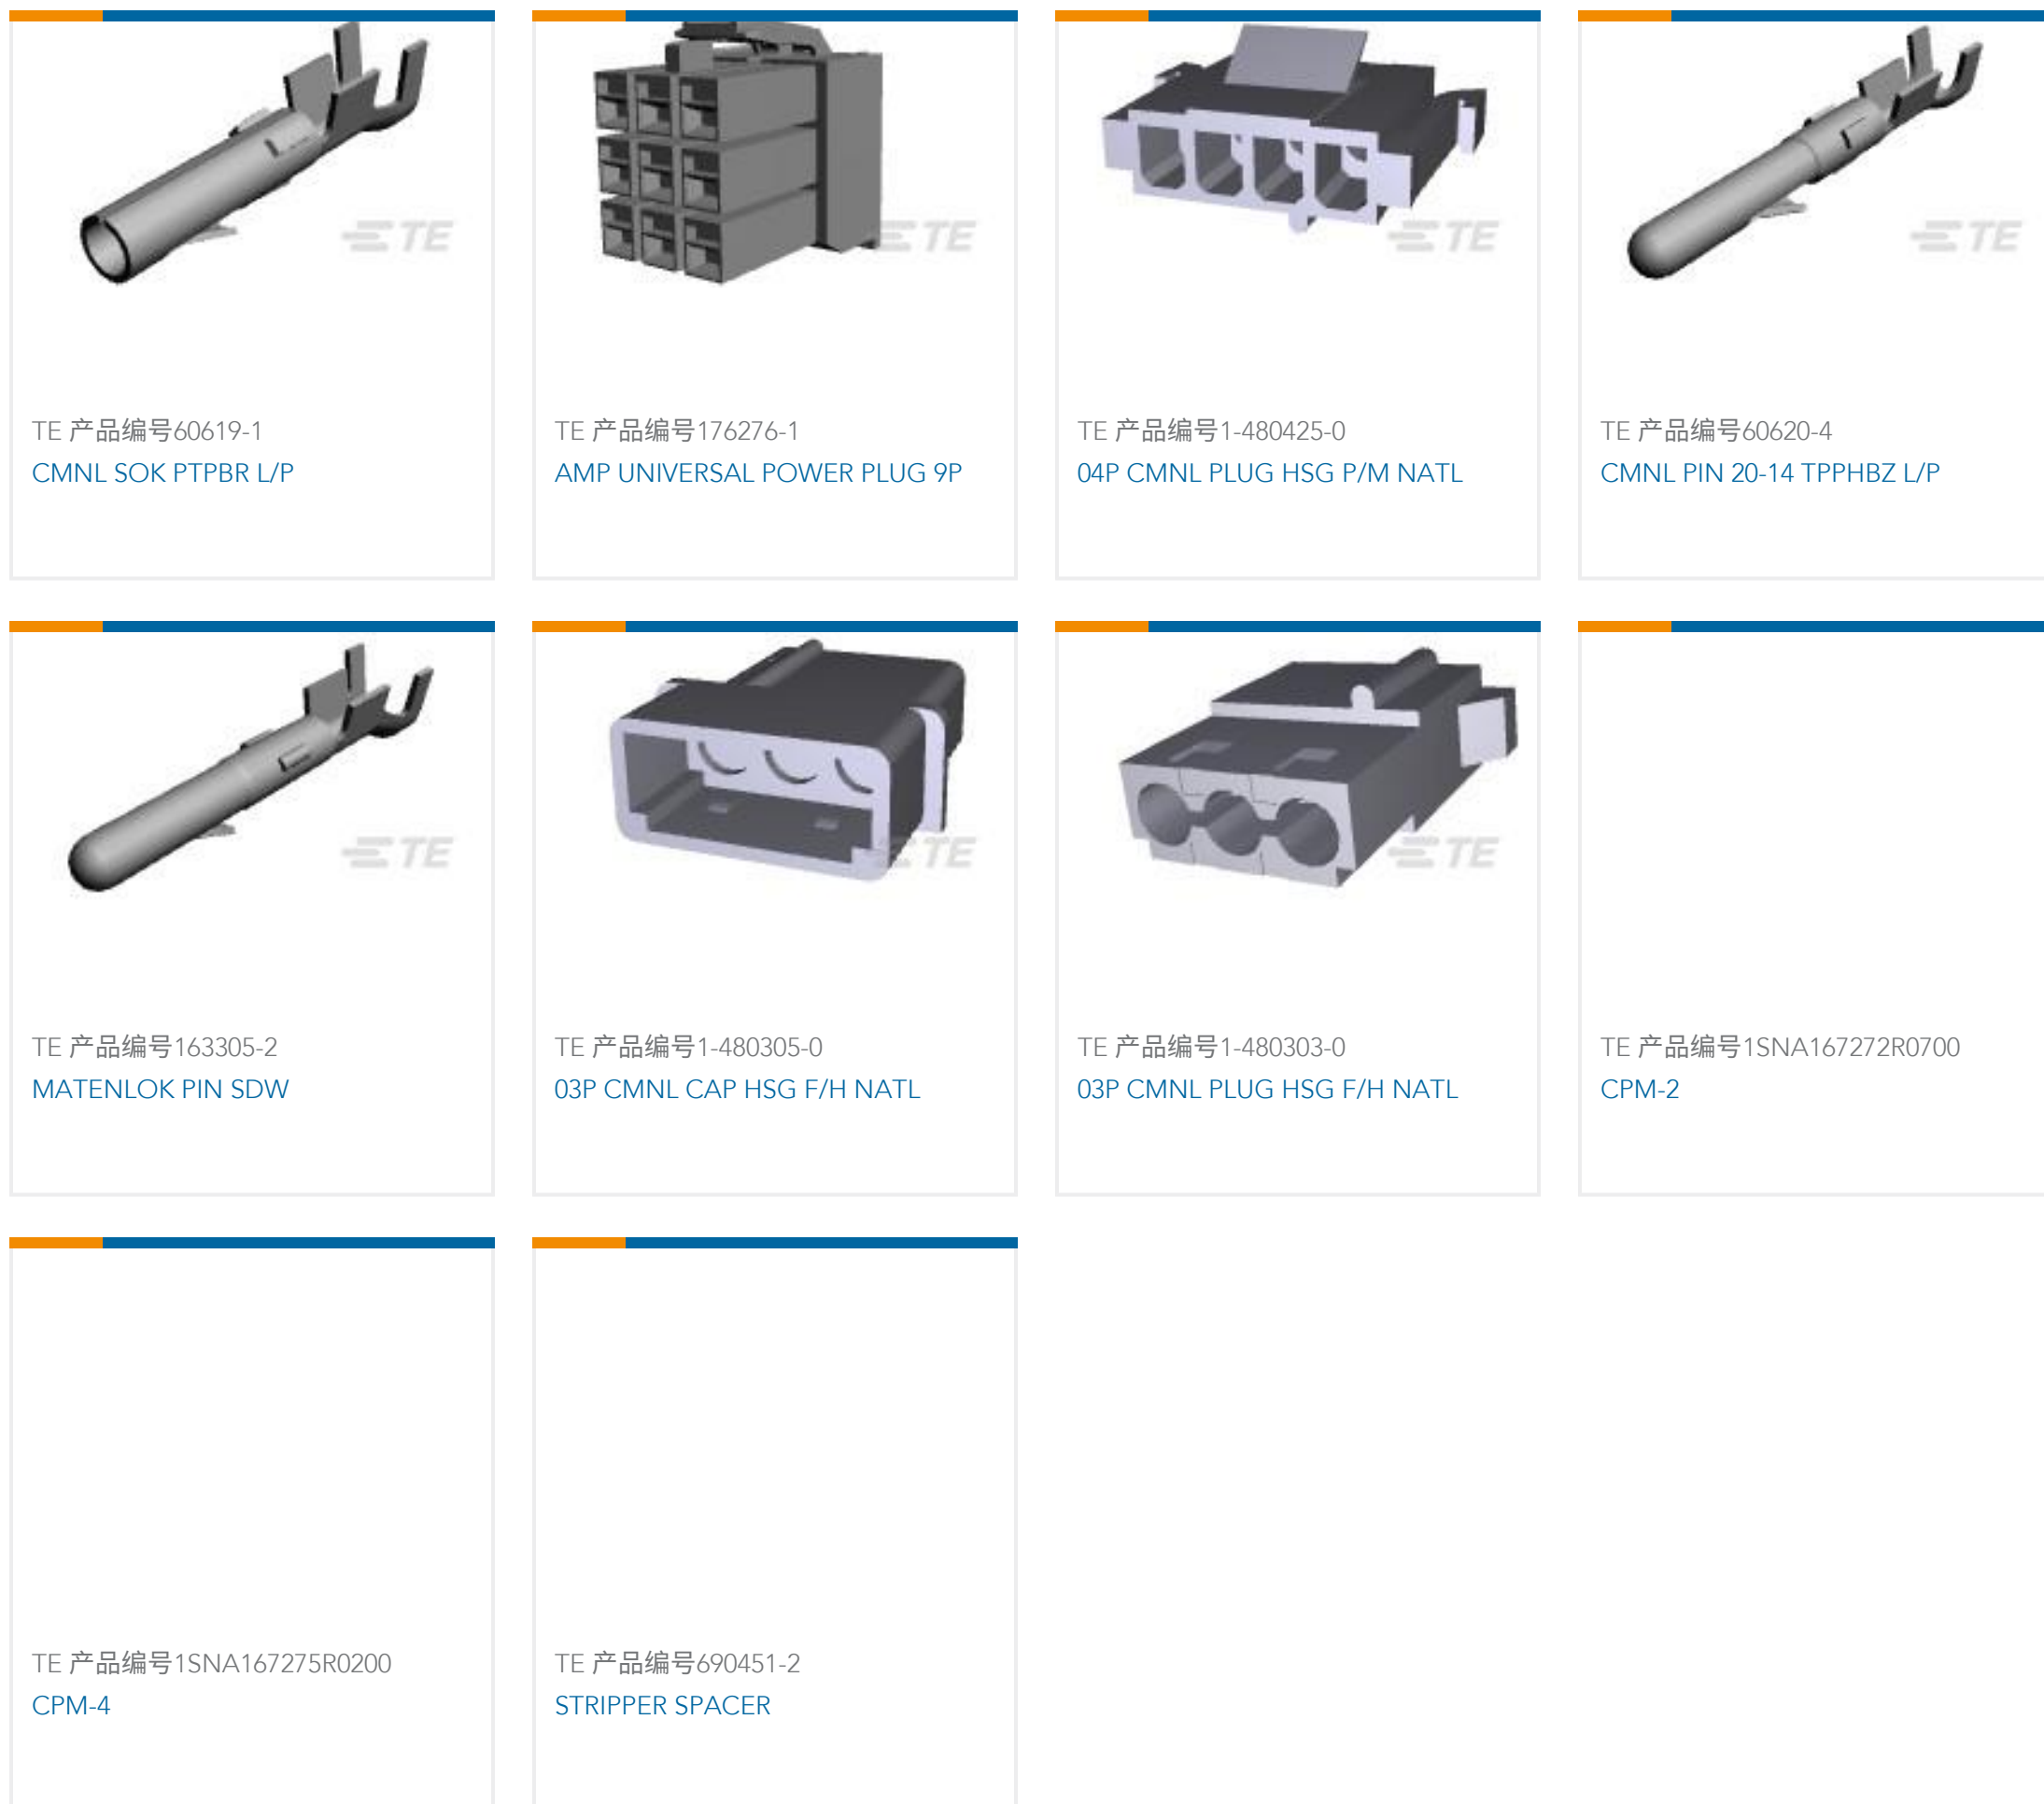 TE
TE
TE
TE
TE 产品编号60619-1
CMNL SOK PTPBR L/P
TE 产品编号176276-1
AMP UNIVERSAL POWER PLUG 9P
TE 产品编号1-480425-0
04P CMNL PLUG HSG P/M NATL
TE 产品编号60620-4
CMNL PIN 20-14 TPPHBZ L/P
TE
TE
TE
TE 产品编号163305-2
MATENLOK PIN SDW
TE 产品编号1-480305-0
03P CMNL CAP HSG F/H NATL
TE 产品编号1-480303-0
03P CMNL PLUG HSG F/H NATL
TE 产品编号1SNA167272R0700
CPM-2
TE 产品编号1SNA167275R0200
CPM-4
TE 产品编号690451-2
STRIPPER SPACER